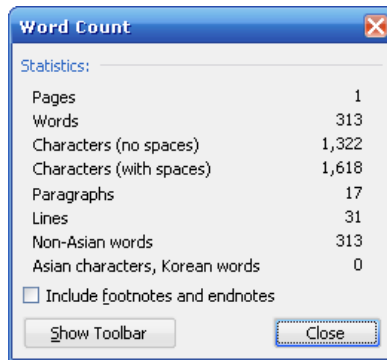 Word Count
Statistics:
Pages 1
Words 313
Characters (no spaces) 1,322
Characters (with spaces) 1,618
Paragraphs 17
Lines 31
Non-Asian words 313
Asian characters, Korean words 0
Include footnotes and endnotes
Show Toolbar Close